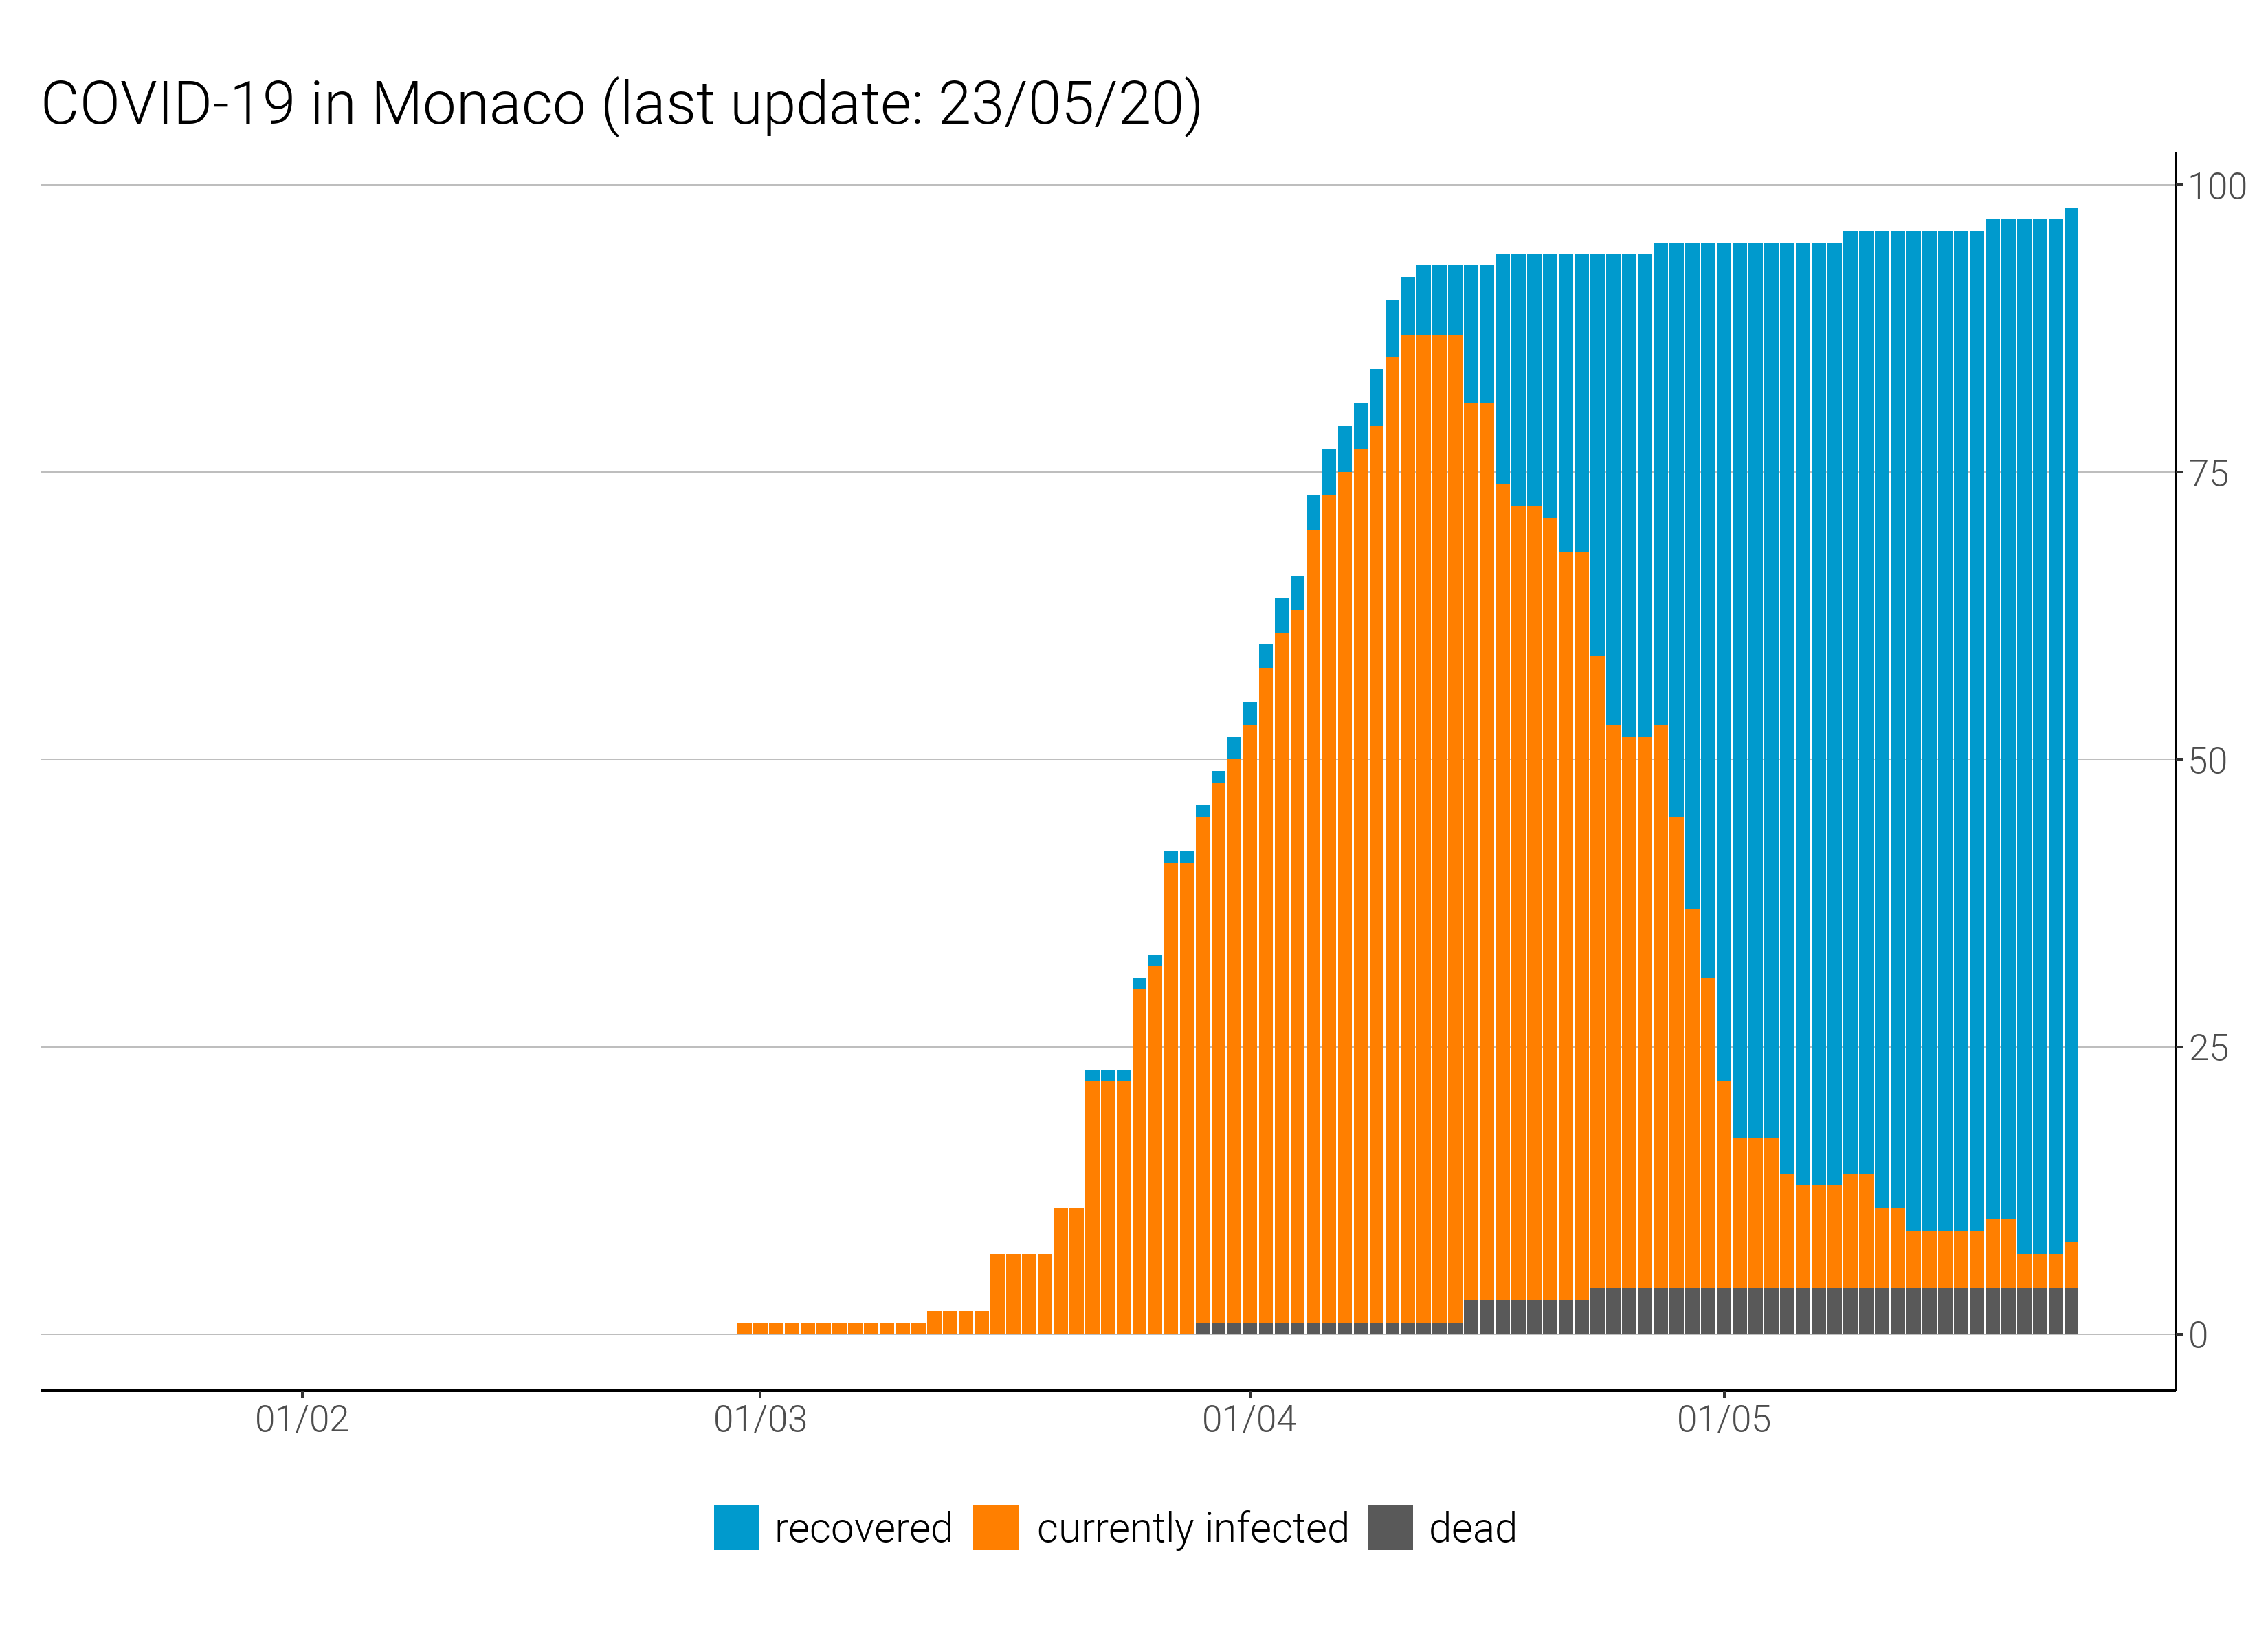 COVID-19 in Monaco (last update: 23/05/20)
100
75
50
25
0
01/02 01/03 01/04 01/05
recovered currently infected dead